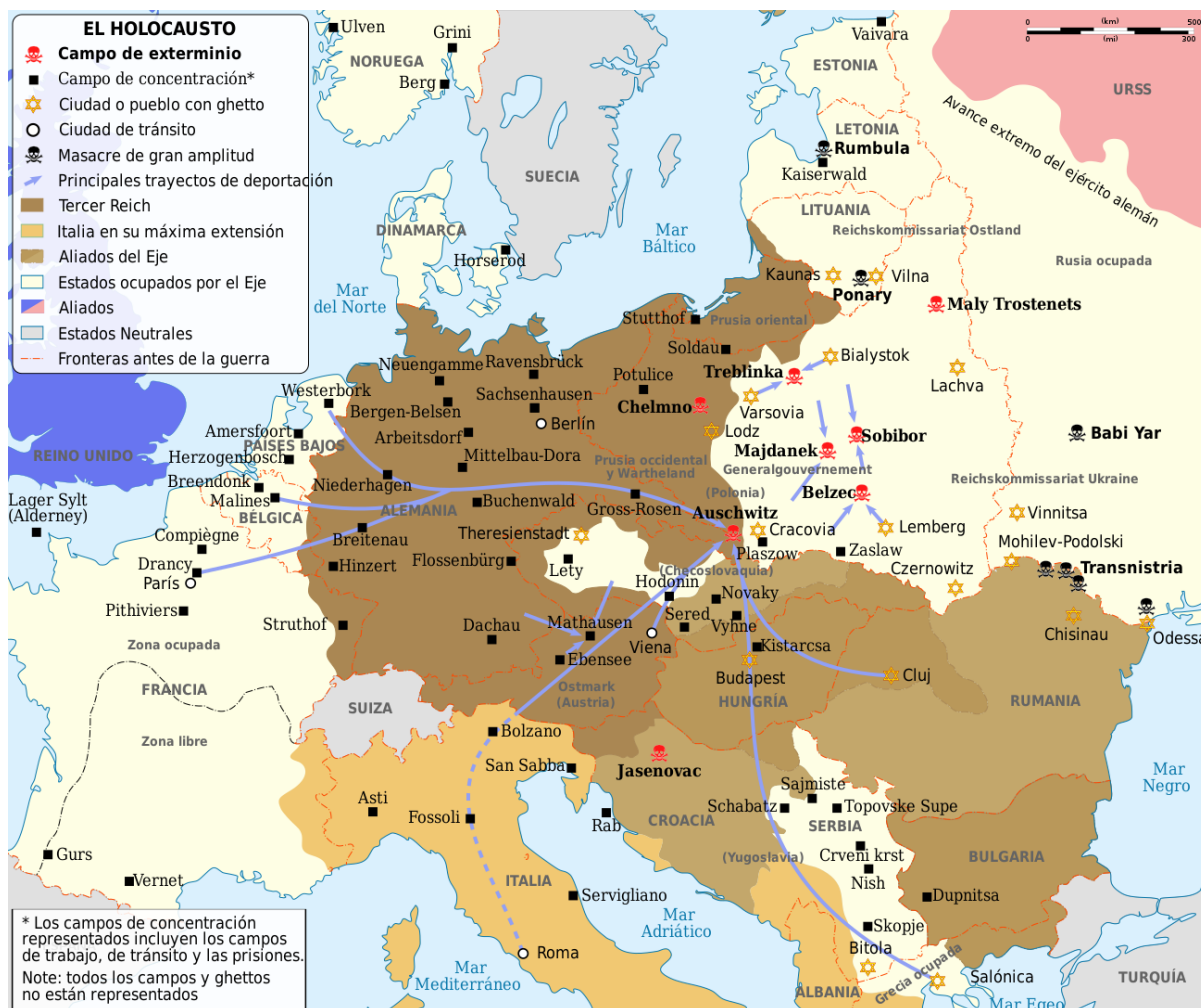 EL HOLOCAUSTO
Campo de exterminio
Campo de concentración*
Ciudad o pueblo con ghetto
Ciudad de tránsito
Masacre de gran amplitud
Principales trayectos de deportación
Tercer Reich
Italia en su máxima extensión
Aliados del Eje
Estados ocupados por el Eje
Aliados
Estados Neutrales
Fronteras antes de la guerra
0 (km) 500
0 (mi) 300
Ulven
Grini
NORUEGA
Berg
Vaivara
ESTONIA
URSS
Avance extremo del ejército alemán
LETONIA
Rumbula
Kaiserwald
SUECIA
LITUANIA
DINAMARCA
Reichskommissariat Ostland
Mar
Báltico
Horserod
Rusia ocupada
Kaunas
Vilna
Ponary
Mar
del Norte
Maly Trostenets
Stutthof
Prusia oriental
Soldau
Bialystok
Neuengamme
Ravensbrück
Treblinka
Lachva
Westerbork
Potulice
Sachsenhausen
Bergen-Belsen
Chelmno
Varsovia
Berlín
Lodz
Amersfoort
Arbeitsdorf
Sobibor
Babi Yar
PAÍSES BAJOS
REINO UNIDO
Herzogenbosch
Mittelbau-Dora
Majdanek
Prusia occidental
y Wartheland
Generalgouvernement
Breendonk
Niederhagen
Reichskommissariat Ukraine
Malines
Buchenwald
(Polonia)
Belzec
Lager Sylt
(Alderney)
BÉLGICA
ALEMANIA
Gross-Rosen
Auschwitz
Vinnitsa
Compiègne
Breitenau
Theresienstadt
Cracovia
Lemberg
Mohilev-Podolski
Plaszow
Zaslaw
Drancy
Hinzert
Flossenbürg
Lety
(Checoslovaquia)
Czernowitz
Transnistria
París
Hodonin
Novaky
Pithiviers
Sered
Vyhne
Struthof
Dachau
Mathausen
Viena
Chisinau
Odessa
Zona ocupada
Ebensee
Kistarcsa
Budapest
Cluj
FRANCIA
Ostmark
(Austria)
HUNGRÍA
RUMANIA
SUIZA
Zona libre
Bolzano
San Sabba
Jasenovac
Mar
Negro
Asti
Fossoli
Rab
CROACIA
Sajmiste
Schabatz
Topovske Supe
SERBIA
Gurs
Crveni krst
(Yugoslavia)
BULGARIA
Vernet
ITALIA
Nish
Servigliano
Dupnitsa
Mar
Adriático
Skopje
Bitola
Roma
Mar
Mediterráneo
Grecia ocupada
Salónica
TURQUÍA
ALBANIA
Mar Egeo
* Los campos de concentración
representados incluyen los campos
de trabajo, de tránsito y las prisiones.
Note: todos los campos y ghettos
no están representados